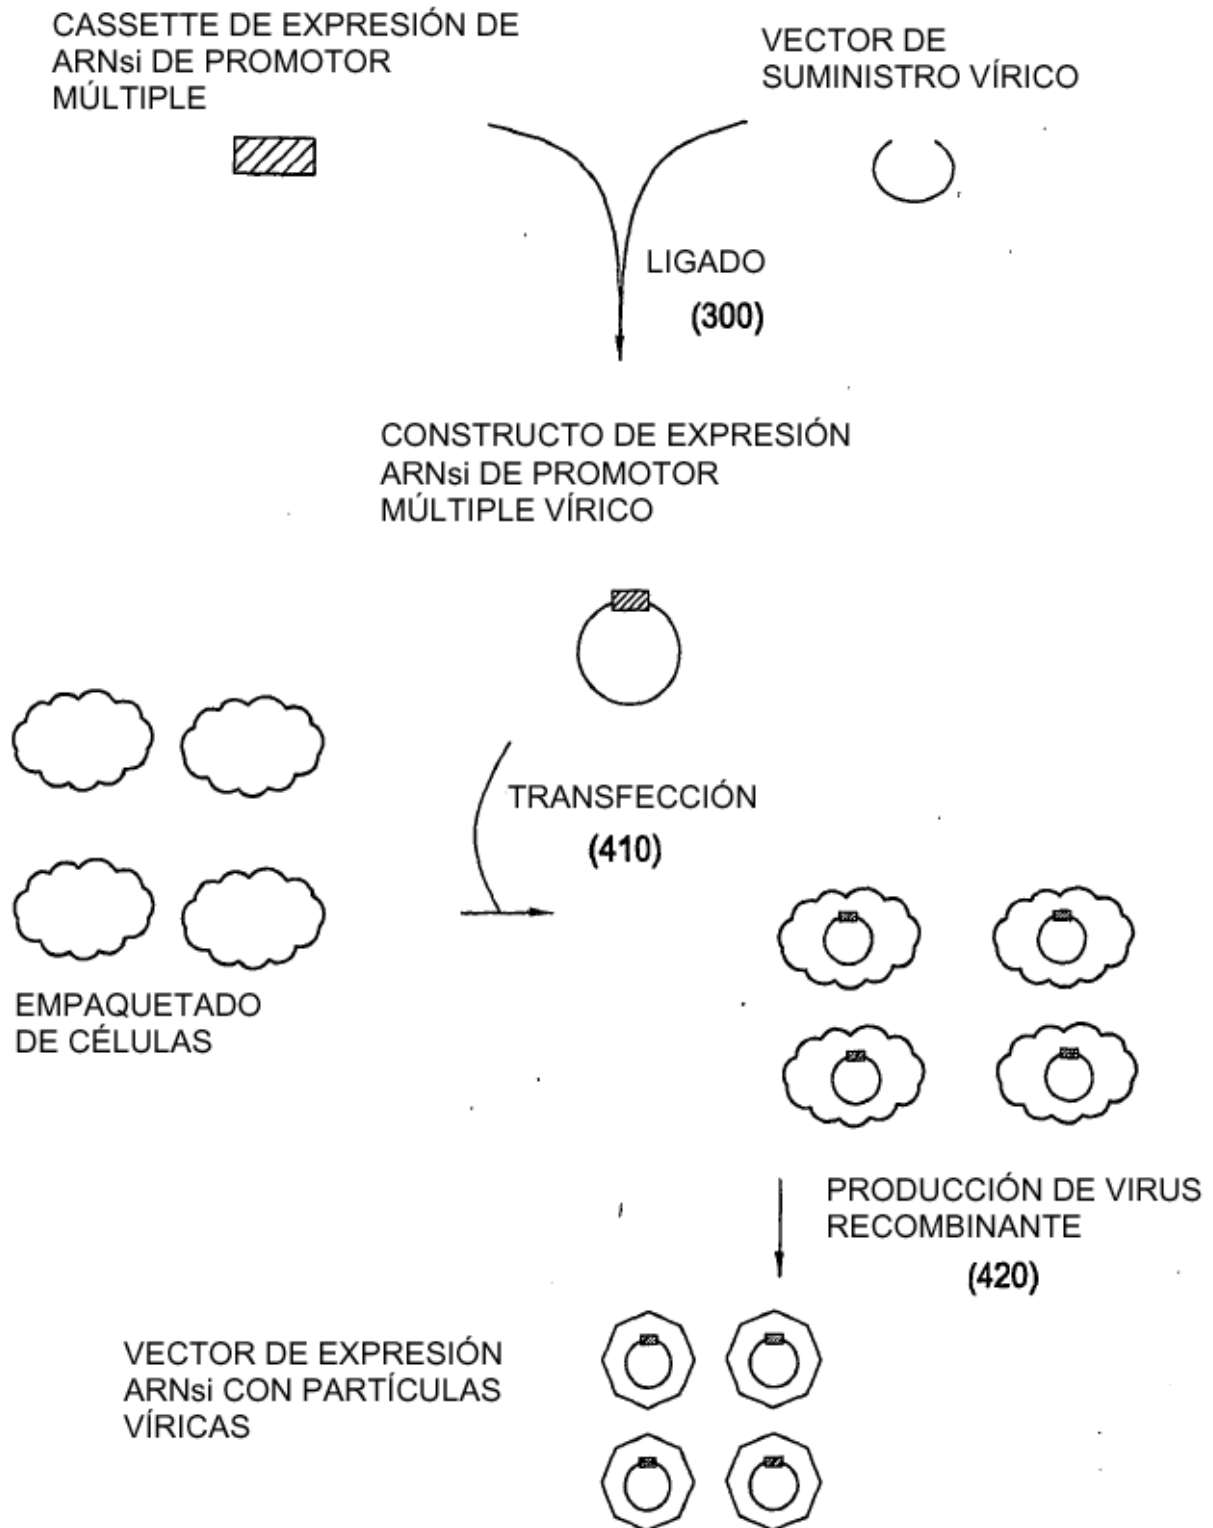 CASSETTE DE EXPRESIÓN DE
ARNsi DE PROMOTOR
MÚLTIPLE
VECTOR DE
SUMINISTRO VÍRICO
LIGADO
(300)
CONSTRUCTO DE EXPRESIÓN
ARNsi DE PROMOTOR
MÚLTIPLE VÍRICO
TRANSFECCIÓN
(410)
EMPAQUETADO
DE CÉLULAS
PRODUCCIÓN DE VIRUS
RECOMBINANTE
(420)
VECTOR DE EXPRESIÓN
ARNsi CON PARTÍCULAS
VÍRICAS